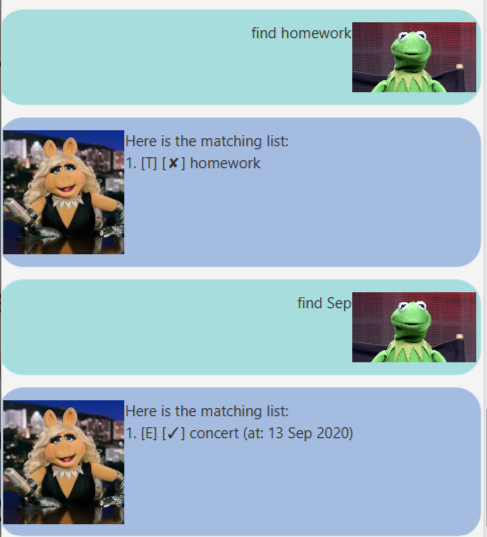 find homework
Here is the matching list:
1. [T] [✘] homework
find Sep
Here is the matching list:
1. [E] [✓] concert (at: 13 Sep 2020)